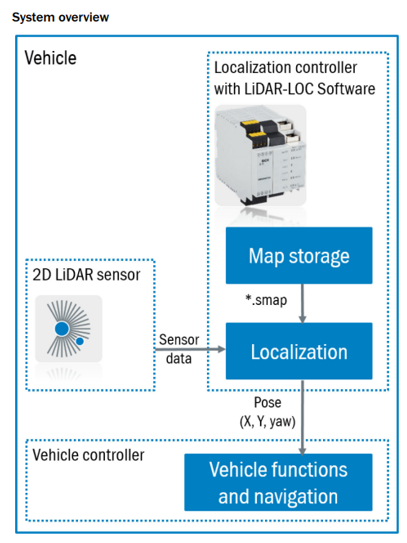 System overview
Vehicle
Localization controller
with LiDAR-LOC Software
Map storage
*.smap
2D LiDAR sensor
Sensor
data
Localization
Pose
(X, Y, yaw)
Vehicle controller
Vehicle functions
and navigation